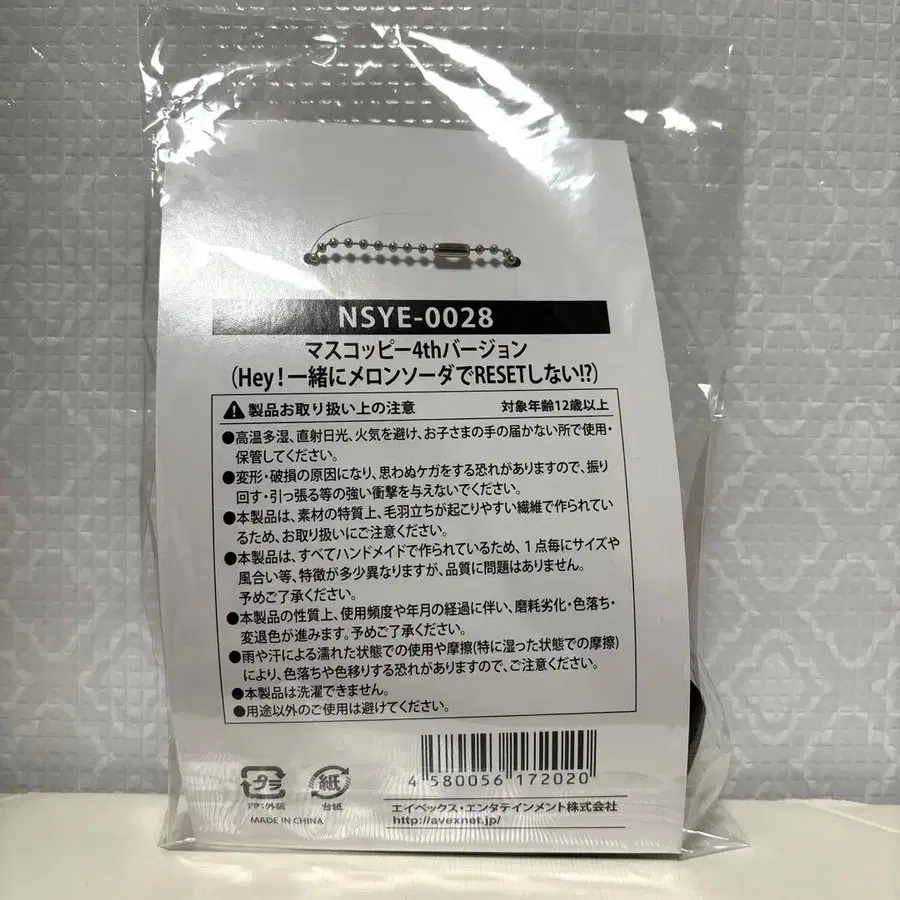 NSYE-0028
マスコッピー4thバージョン
(Hey!一緒にメロンソーダでRESETしない!?)
製品お取り扱い上の注意 対象年齢12歳以上
●高温多湿、直射日光、火気を避け、お子さまの手の届かない所で使用・
保管してください。
●変形・破損の原因になり、思わぬケガをする恐れがありますので、振り
回す・引っ張る等の強い衝撃を与えないでください。
●本製品は、素材の特質上、毛羽立ちが起こりやすい繊維で作られてい
るため、お取り扱いにご注意ください。
●本製品は、すべてハンドメイドで作られているため、1点毎にサイズや
風合い等、特徴が多少異なりますが、品質に問題はありません。
予めご了承ください。
●本製品の性質上、使用頻度や年月の経過に伴い、磨耗劣化・色落ち・
変退色が進みます。予めご了承ください。
●雨や汗による濡れた状態での使用や摩擦(特に湿った状態での摩擦)
により、色落ちや色移りする恐れがありますので、ご注意ください。
●本製品は洗濯できません。
●用途以外のご使用は避けてください。
プラ 紙
PP:外装 台紙
MADE IN CHINA
4 580056 172020
エイベックス・エンタテインメント株式会社
http://avexnet.jp/